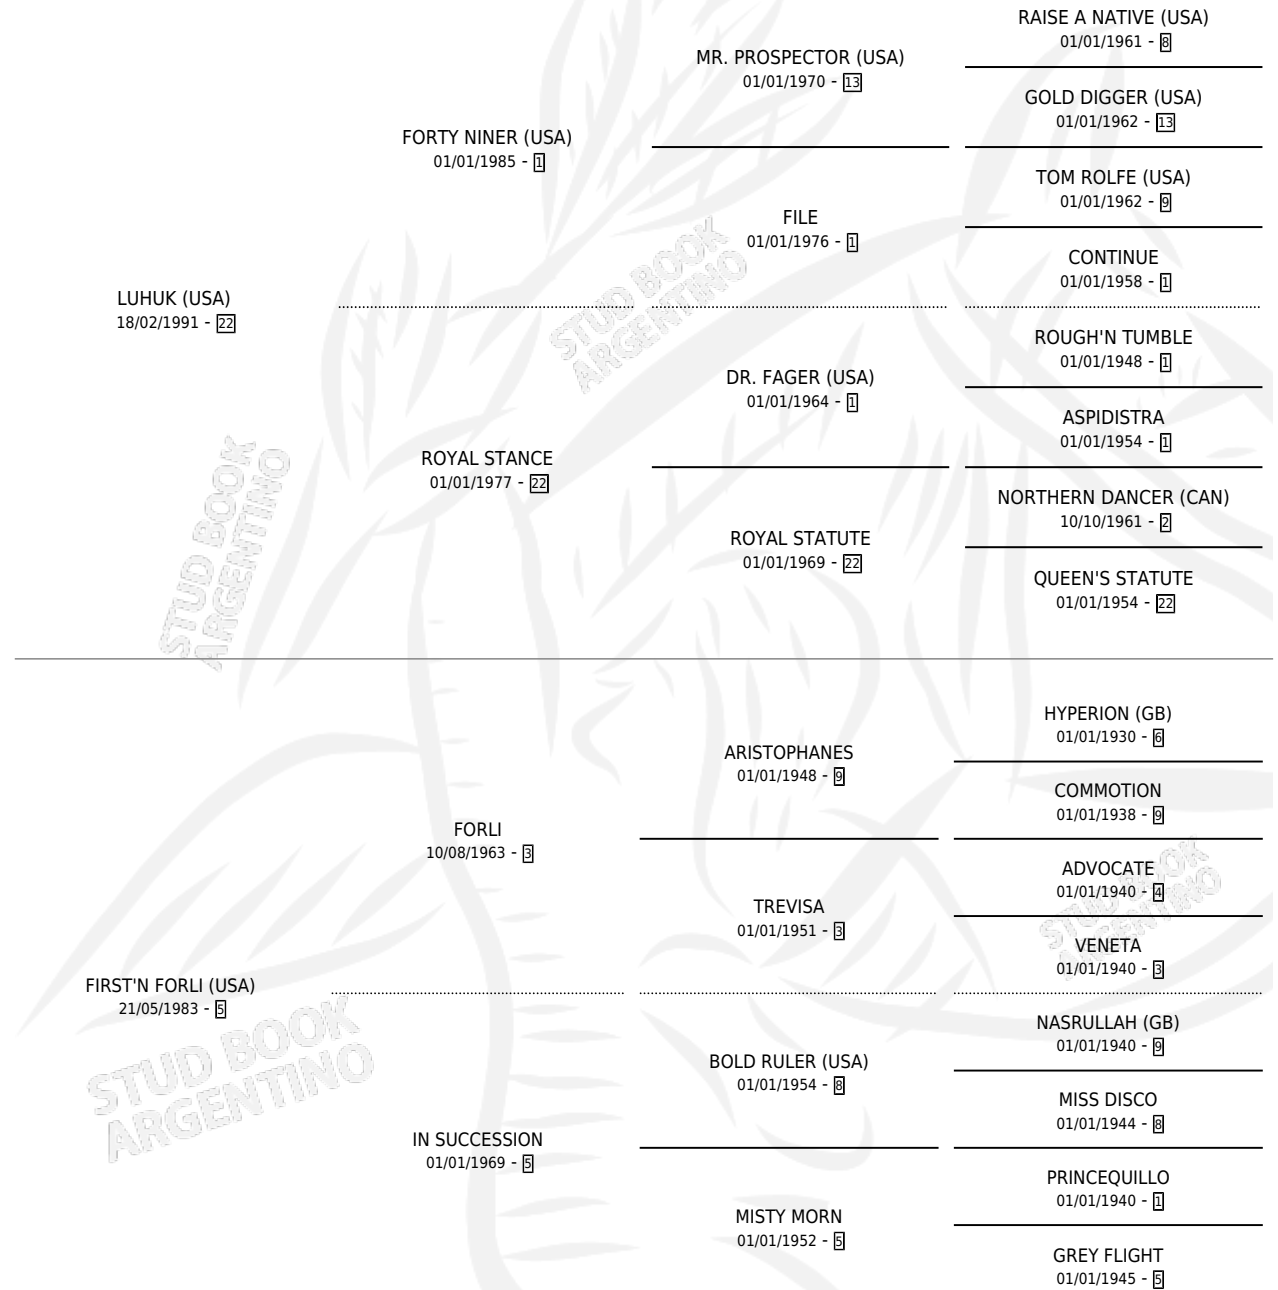 RAISE A NATIVE (USA)
01/01/1961 - 8
MR. PROSPECTOR (USA)
01/01/1970 - 13
GOLD DIGGER (USA)
01/01/1962 - 13
FORTY NINER (USA)
01/01/1985 - 1
TOM ROLFE (USA)
01/01/1962 - 9
FILE
01/01/1976 - 1
CONTINUE
01/01/1958 - 1
LUHUK (USA)
18/02/1991 - 22
ROUGH'N TUMBLE
01/01/1948 - 1
DR. FAGER (USA)
01/01/1964 - 1
ASPIDISTRA
01/01/1954 - 1
ROYAL STANCE
01/01/1977 - 22
NORTHERN DANCER (CAN)
10/10/1961 - 2
ROYAL STATUTE
01/01/1969 - 22
QUEEN'S STATUTE
01/01/1954 - 22
HYPERION (GB)
01/01/1930 - 6
ARISTOPHANES
01/01/1948 - 9
COMMOTION
01/01/1938 - 9
FORLI
10/08/1963 - 3
ADVOCATE
01/01/1940 - 4
TREVISA
01/01/1951 - 3
VENETA
01/01/1940 - 3
FIRST'N FORLI (USA)
21/05/1983 - 5
NASRULLAH (GB)
01/01/1940 - 9
BOLD RULER (USA)
01/01/1954 - 8
MISS DISCO
01/01/1944 - 8
IN SUCCESSION
01/01/1969 - 5
PRINCEQUILLO
01/01/1940 - 1
MISTY MORN
01/01/1952 - 5
GREY FLIGHT
01/01/1945 - 5
STUD BOOK
ARGENTINO
STUD BOOK
ARGENTINO
STUD BOOK
ARGENTINO
STUD BOOK
ARGENTINO